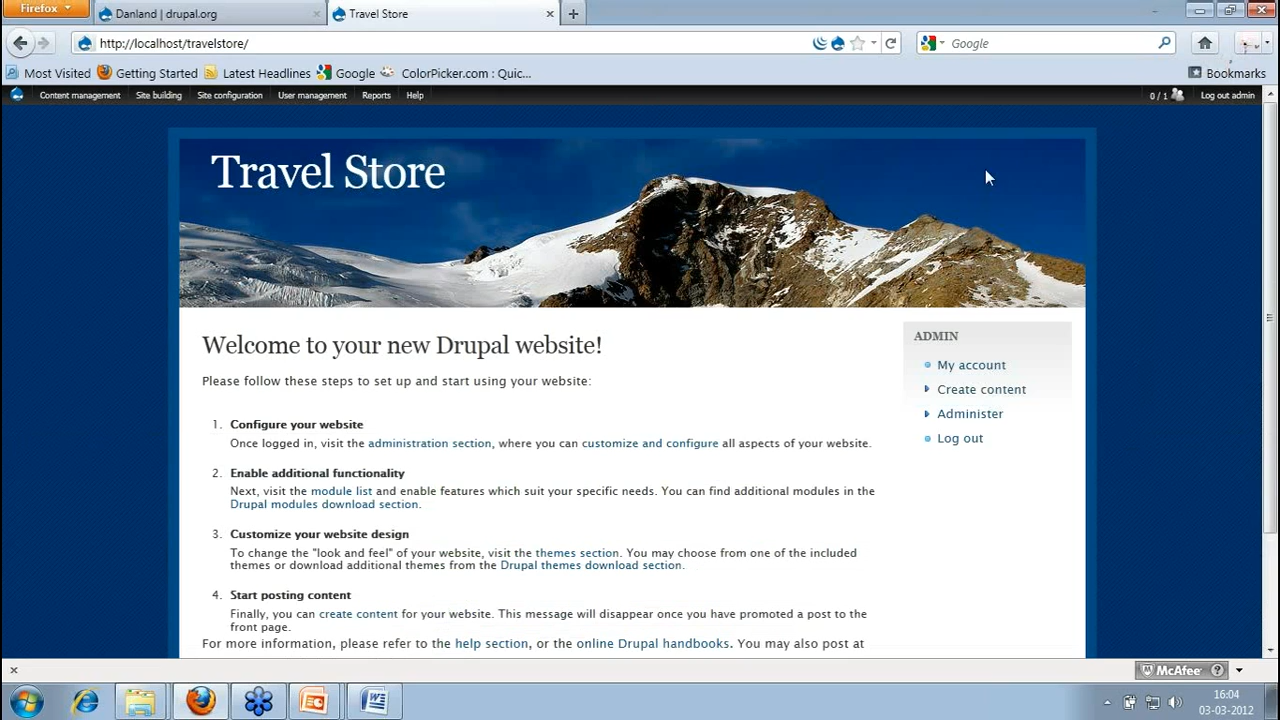 Firefox
Danland | drupal.org
Travel Store
http://localhost/travelstore/
Google
Most Visited
Getting Started
Latest Headlines
Google
ColorPicker.com : Quic...
Bookmarks
Content management
Site building
Site configuration
User management
Reports
Help
0 / 1
Log out admin
Travel Store
Welcome to your new Drupal website!
Please follow these steps to set up and start using your website:
1. Configure your website
Once logged in, visit the administration section, where you can customize and configure all aspects of your website.
2. Enable additional functionality
Next, visit the module list and enable features which suit your specific needs. You can find additional modules in the
Drupal modules download section.
3. Customize your website design
To change the "look and feel" of your website, visit the themes section. You may choose from one of the included
themes or download additional themes from the Drupal themes download section.
4. Start posting content
Finally, you can create content for your website. This message will disappear once you have promoted a post to the
front page.
For more information, please refer to the help section, or the online Drupal handbooks. You may also post at
ADMIN
My account
Create content
Administer
Log out
McAfee
16:04
03-03-2012